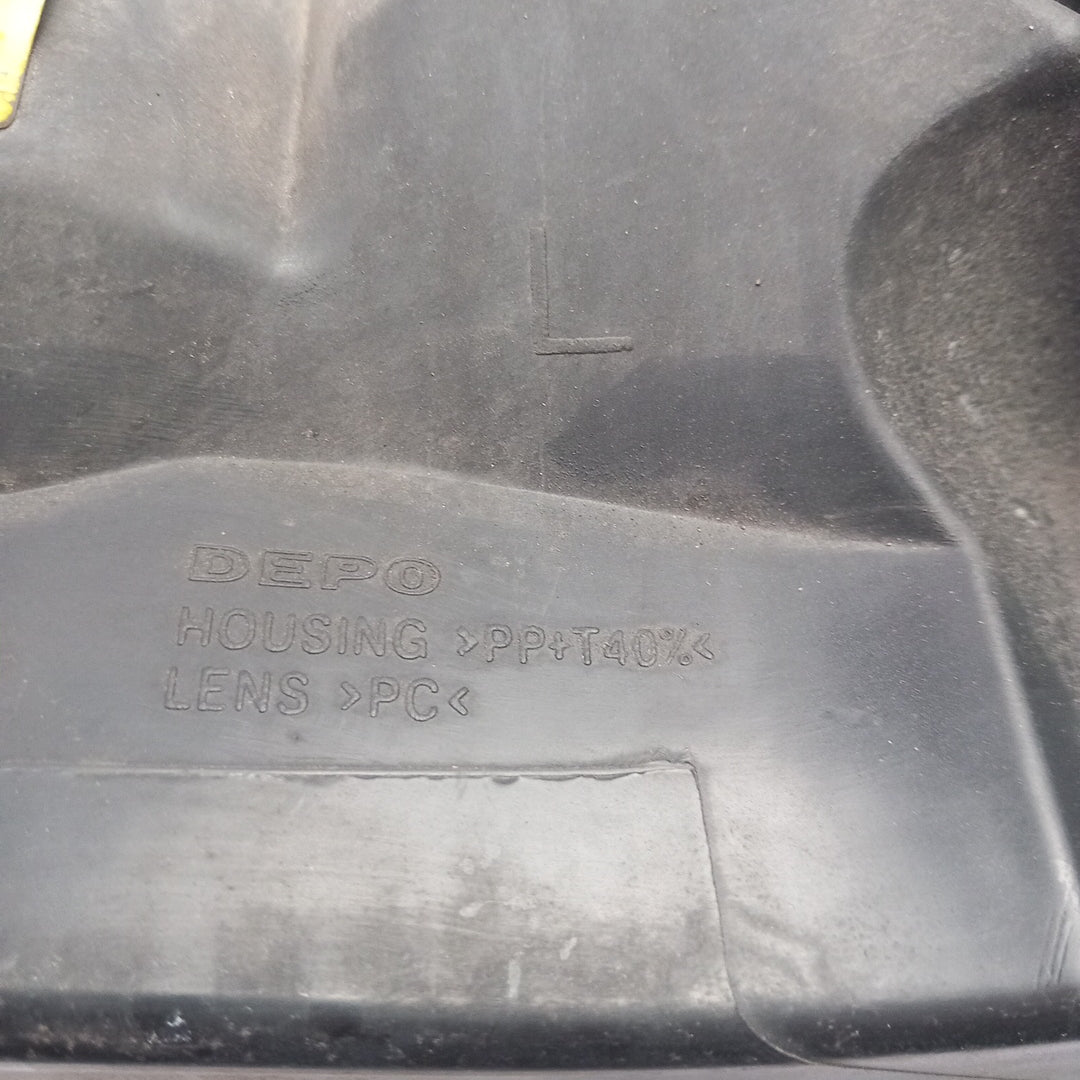 L
DEPO
HOUSING >PP+T40%<
LENS >PC<